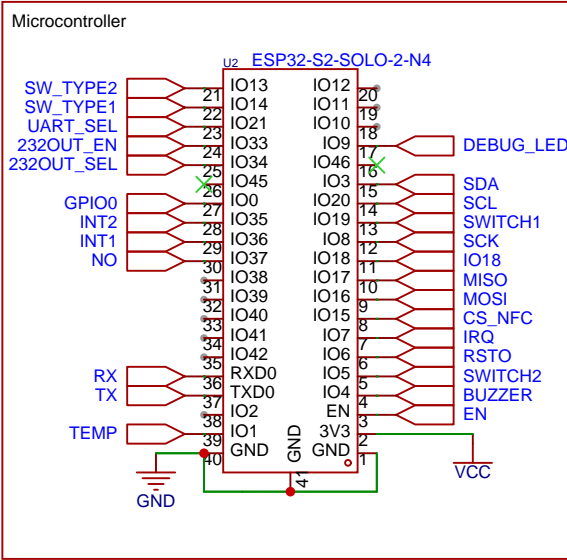 Microcontroller
U2 ESP32-S2-SOLO-2-N4
SW_TYPE2 21 IO13 IO12 20
SW_TYPE1 22 IO14 IO11 19
UART_SEL 23 IO21 IO10 18
232OUT_EN 24 IO33 IO9 17 DEBUG_LED
232OUT_SEL 25 IO34 IO46 16
26 IO45 IO3 15 SDA
GPIO0 27 IO0 IO20 14 SCL
INT2 28 IO35 IO19 13 SWITCH1
INT1 29 IO36 IO8 12 SCK
NO 30 IO37 IO18 11 IO18
31 IO38 IO17 10 MISO
32 IO39 IO16 9 MOSI
33 IO40 IO15 8 CS_NFC
34 IO41 IO7 7 IRQ
35 IO42 IO6 6 RSTO
RX 36 RXD0 IO5 5 SWITCH2
TX 37 TXD0 IO4 4 BUZZER
38 IO2 EN 3 EN
TEMP 39 IO1 3V3 2
40 GND GND GND 1
41
GND
VCC